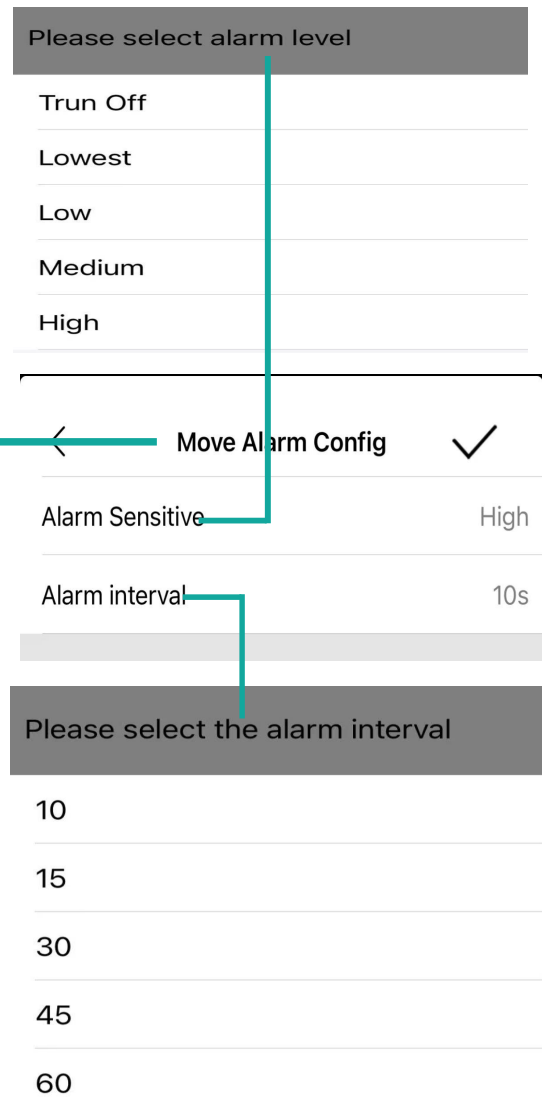 Please select alarm level
Trun Off
Lowest
Low
Medium
High
Move Alarm Config
Alarm Sensitive High
Alarm interval 10s
Please select the alarm interval
10
15
30
45
60